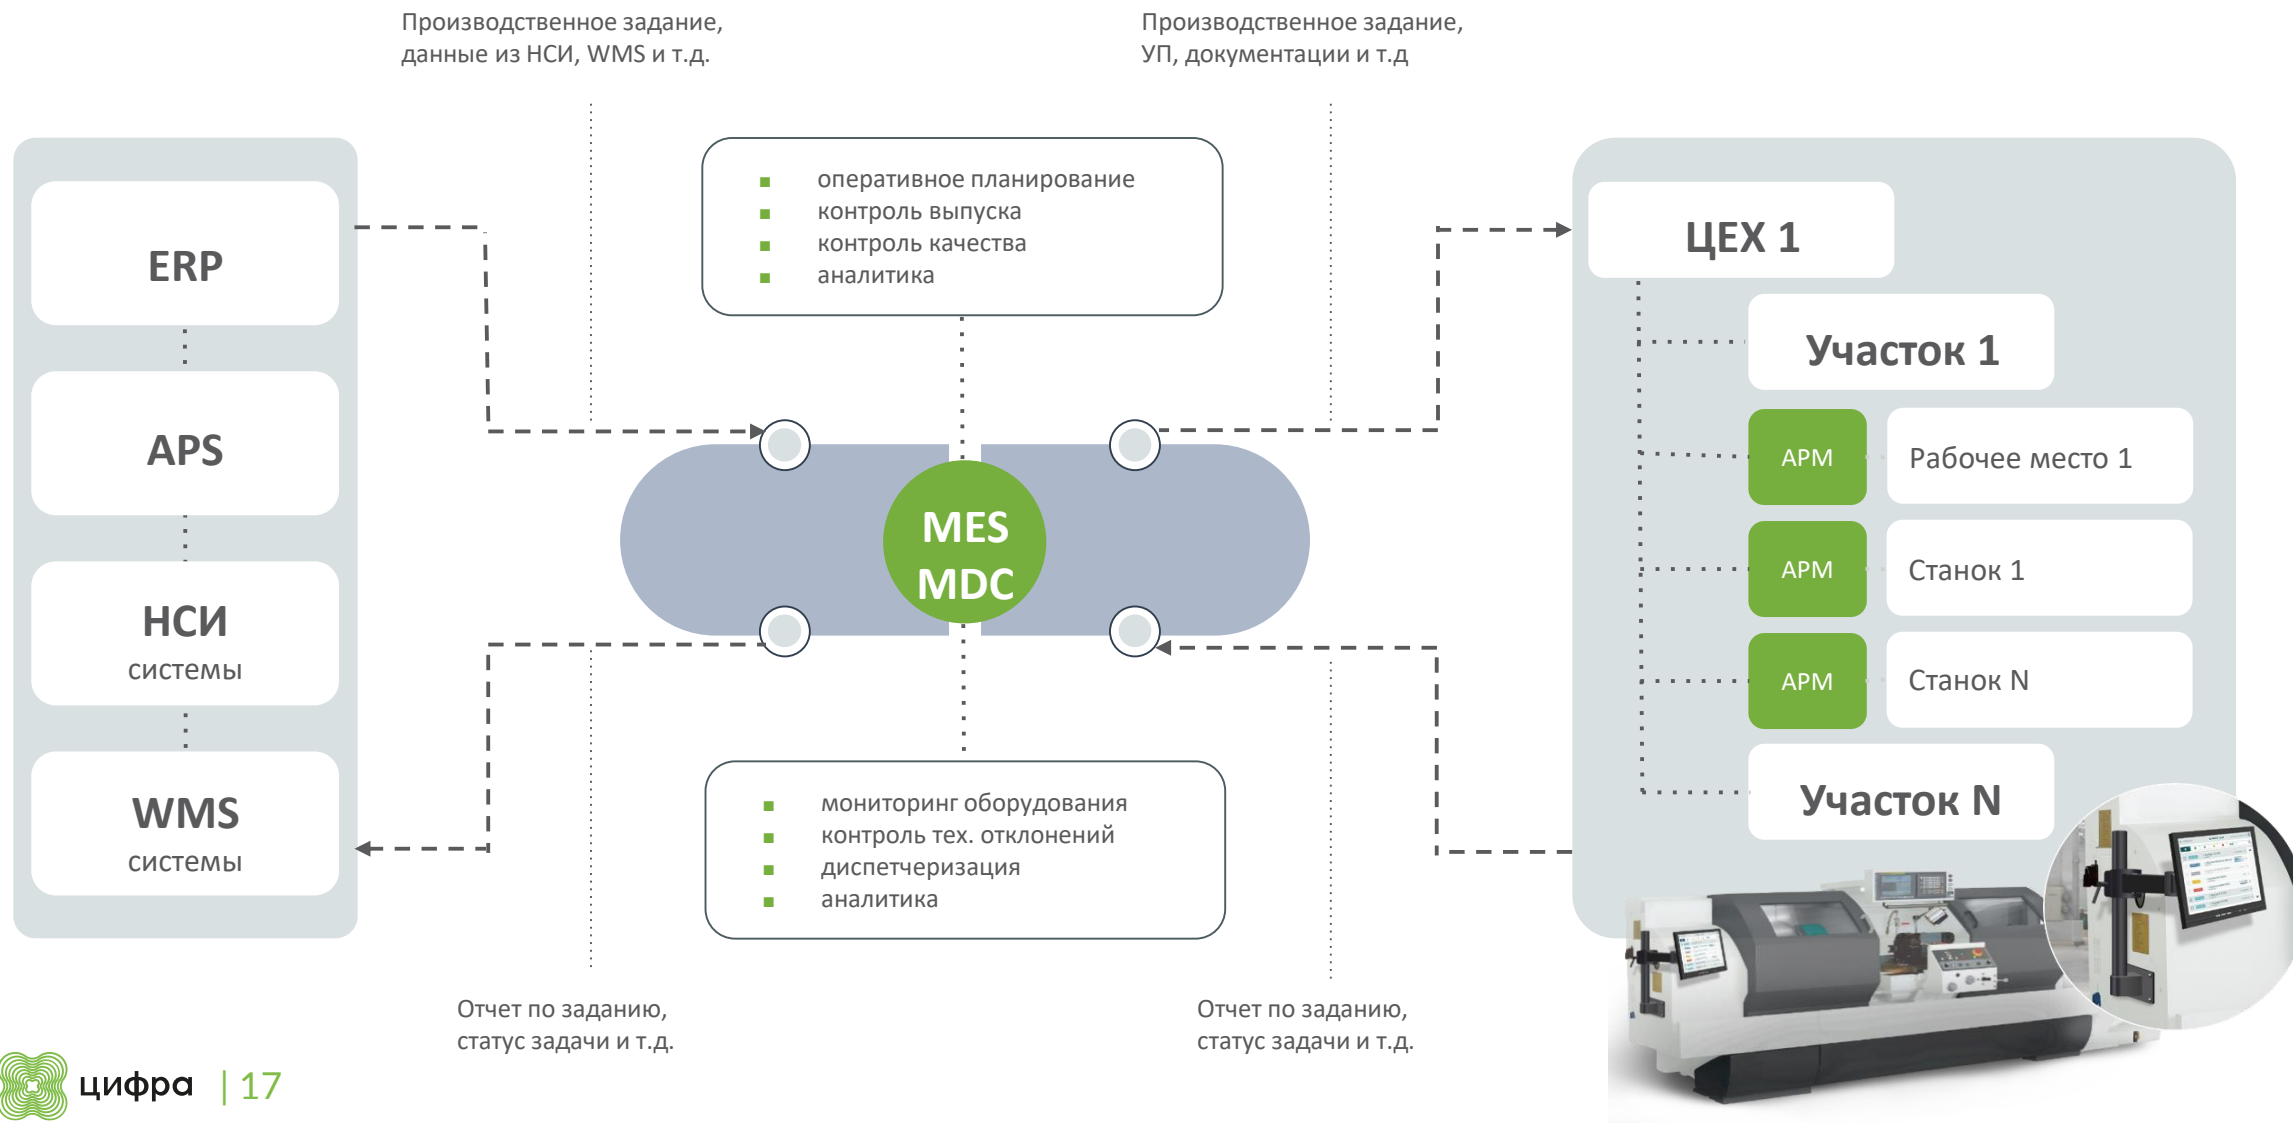 Производственное задание,
данные из НСИ, WMS и т.д.
Производственное задание,
УП, документации и т.д
ERP
APS
НСИ
системы
WMS
системы
оперативное планирование
контроль выпуска
контроль качества
аналитика
MES
MDC
мониторинг оборудования
контроль тех. отклонений
диспетчеризация
аналитика
ЦЕХ 1
Участок 1
АРМ
Рабочее место 1
АРМ
Станок 1
АРМ
Станок N
Участок N
Отчет по заданию,
статус задачи и т.д.
Отчет по заданию,
статус задачи и т.д.
цифра | 17